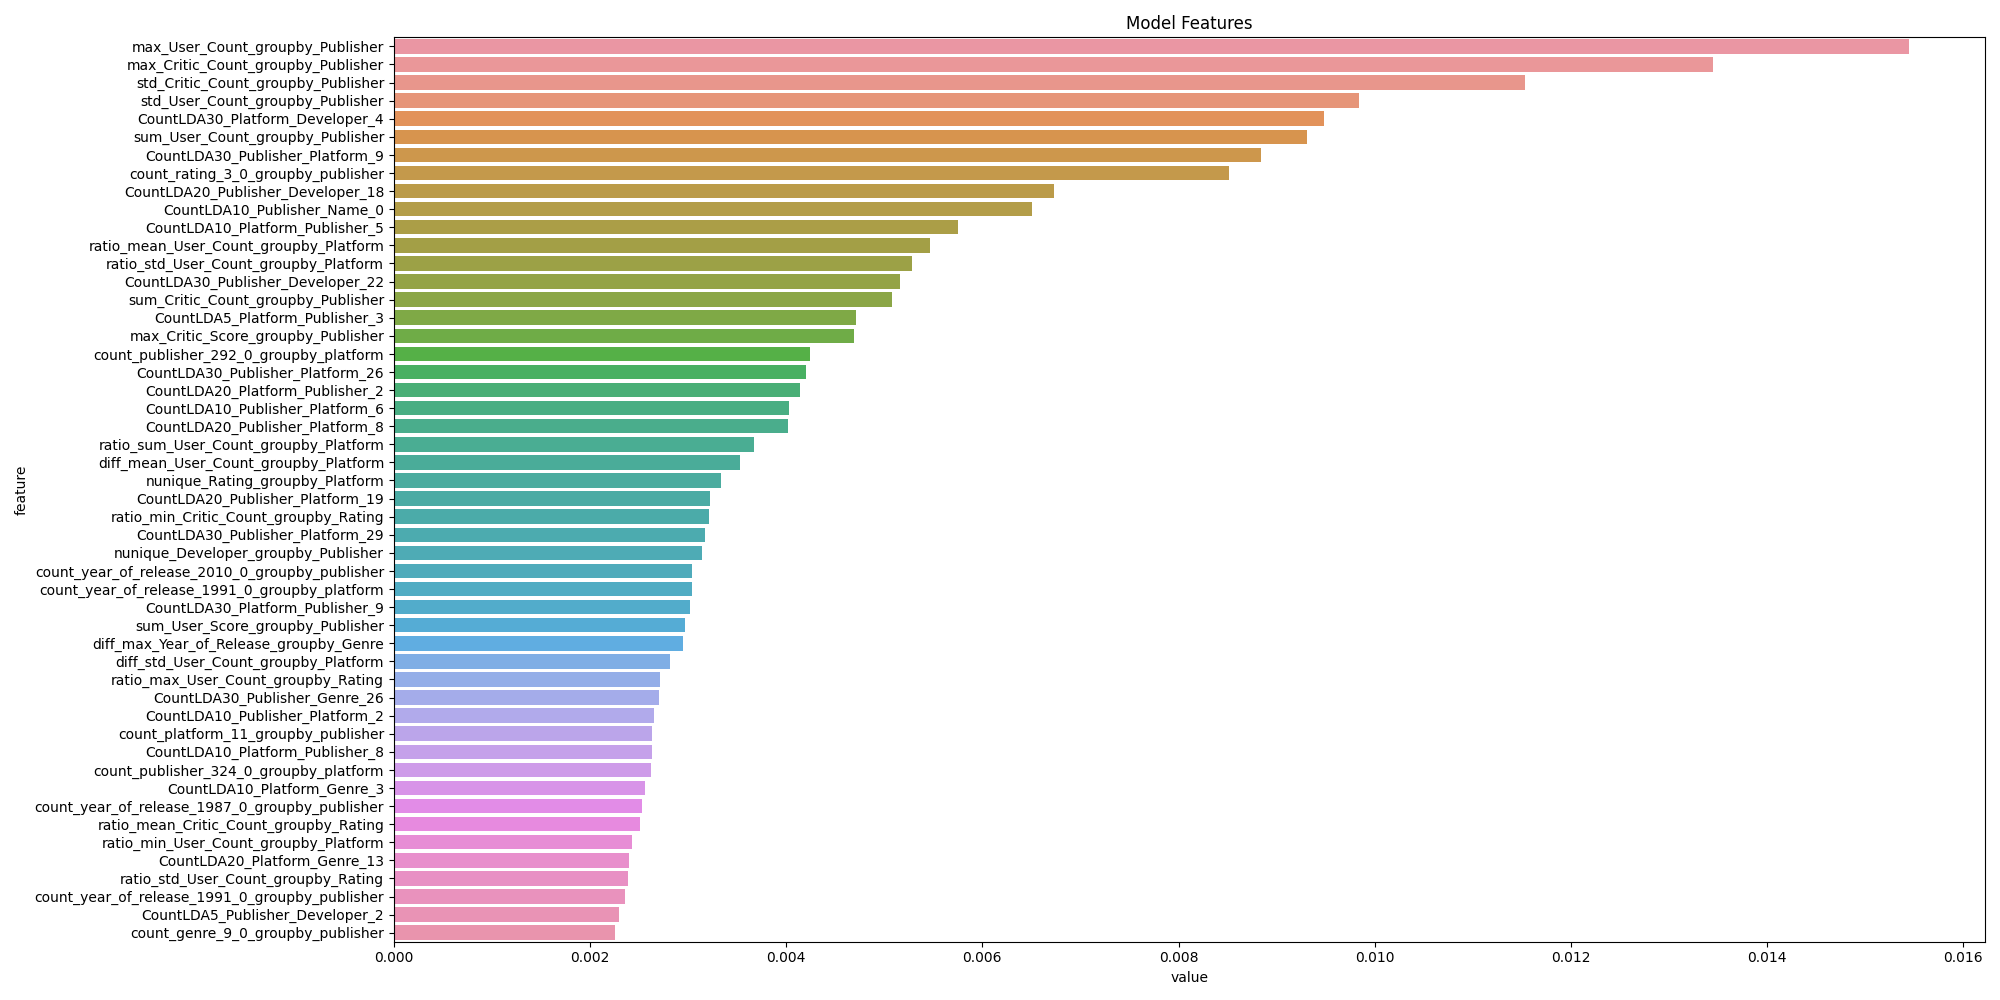 Model Features
max_User_Count_groupby_Publisher
max_Critic_Count_groupby_Publisher
std_Critic_Count_groupby_Publisher
std_User_Count_groupby_Publisher
CountLDA30_Platform_Developer_4
sum_User_Count_groupby_Publisher
CountLDA30_Publisher_Platform_9
count_rating_3_0_groupby_publisher
CountLDA20_Publisher_Developer_18
CountLDA10_Publisher_Name_0
CountLDA10_Platform_Publisher_5
ratio_mean_User_Count_groupby_Platform
ratio_std_User_Count_groupby_Platform
CountLDA30_Publisher_Developer_22
sum_Critic_Count_groupby_Publisher
CountLDA5_Platform_Publisher_3
max_Critic_Score_groupby_Publisher
count_publisher_292_0_groupby_platform
CountLDA30_Publisher_Platform_26
CountLDA20_Platform_Publisher_2
CountLDA10_Publisher_Platform_6
CountLDA20_Publisher_Platform_8
ratio_sum_User_Count_groupby_Platform
diff_mean_User_Count_groupby_Platform
nunique_Rating_groupby_Platform
CountLDA20_Publisher_Platform_19
ratio_min_Critic_Count_groupby_Rating
CountLDA30_Publisher_Platform_29
nunique_Developer_groupby_Publisher
count_year_of_release_2010_0_groupby_publisher
count_year_of_release_1991_0_groupby_platform
CountLDA30_Platform_Publisher_9
sum_User_Score_groupby_Publisher
diff_max_Year_of_Release_groupby_Genre
diff_std_User_Count_groupby_Platform
ratio_max_User_Count_groupby_Rating
CountLDA30_Publisher_Genre_26
CountLDA10_Publisher_Platform_2
count_platform_11_groupby_publisher
CountLDA10_Platform_Publisher_8
count_publisher_324_0_groupby_platform
CountLDA10_Platform_Genre_3
count_year_of_release_1987_0_groupby_publisher
ratio_mean_Critic_Count_groupby_Rating
ratio_min_User_Count_groupby_Platform
CountLDA20_Platform_Genre_13
ratio_std_User_Count_groupby_Rating
count_year_of_release_1991_0_groupby_publisher
CountLDA5_Publisher_Developer_2
count_genre_9_0_groupby_publisher
feature
0.000 0.002 0.004 0.006 0.008 0.010 0.012 0.014 0.016
value